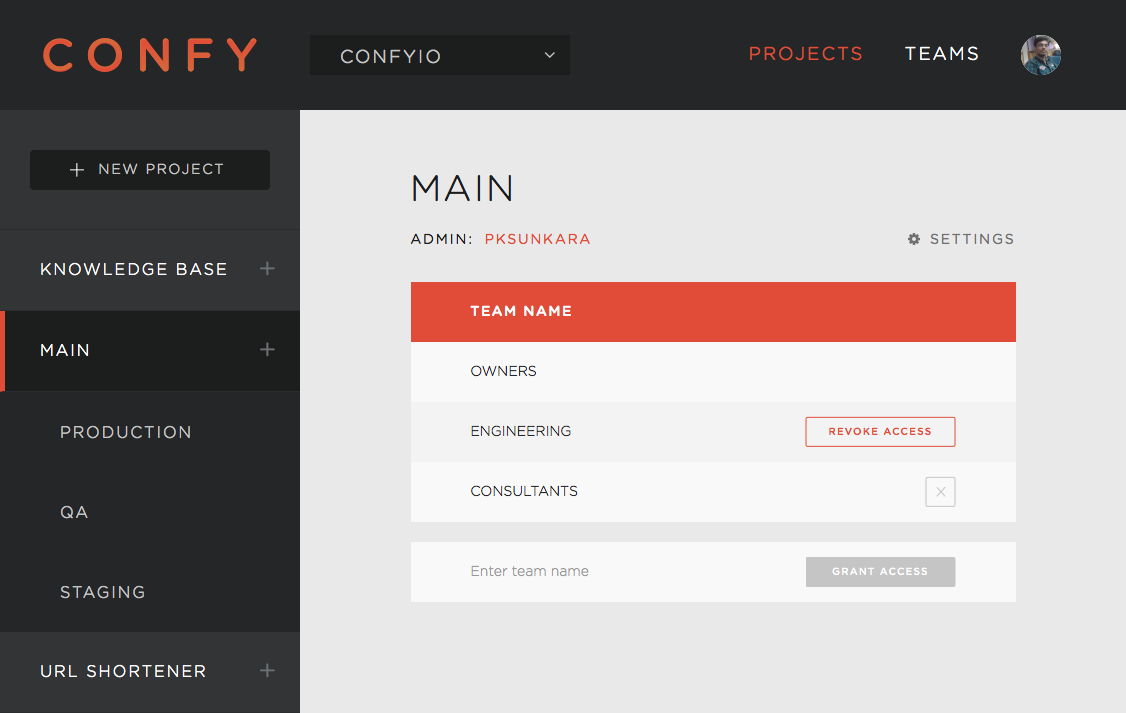 CONFY
CONFYIO
PROJECTS
TEAMS
+ NEW PROJECT
KNOWLEDGE BASE +
MAIN +
PRODUCTION
QA
STAGING
URL SHORTENER +
MAIN
ADMIN: PKSUNKARA
SETTINGS
TEAM NAME
OWNERS
ENGINEERING
REVOKE ACCESS
CONSULTANTS
X
Enter team name
GRANT ACCESS